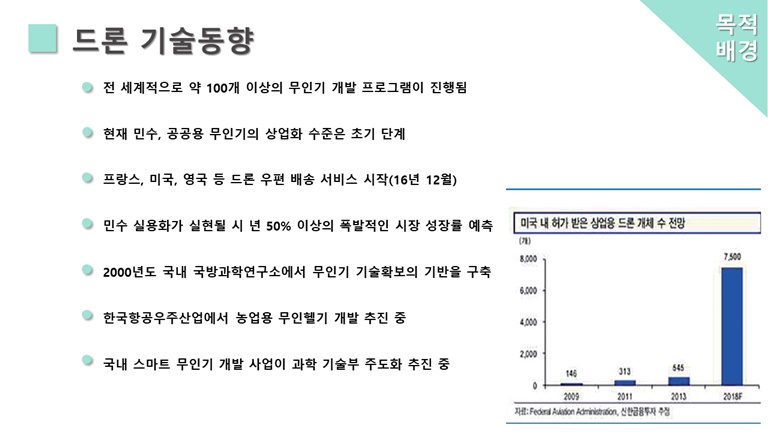 목적
배경
드론 기술동향
전 세계적으로 약 100개 이상의 무인기 개발 프로그램이 진행됨
현재 민수, 공공용 무인기의 상업화 수준은 초기 단계
프랑스, 미국, 영국 등 드론 우편 배송 서비스 시작(16년 12월)
민수 실용화가 실현될 시 년 50% 이상의 폭발적인 시장 성장률 예측
2000년도 국내 국방과학연구소에서 무인기 기술확보의 기반을 구축
한국항공우주산업에서 농업용 무인헬기 개발 추진 중
국내 스마트 무인기 개발 사업이 과학 기술부 주도화 추진 중
미국 내 허가 받은 상업용 드론 개체 수 전망
(개)
8,000
6,000
4,000
2,000
0
146
313
545
7,500
2009
2011
2013
2018F
자료: Federal Aviation Administration, 신한금융투자 추정